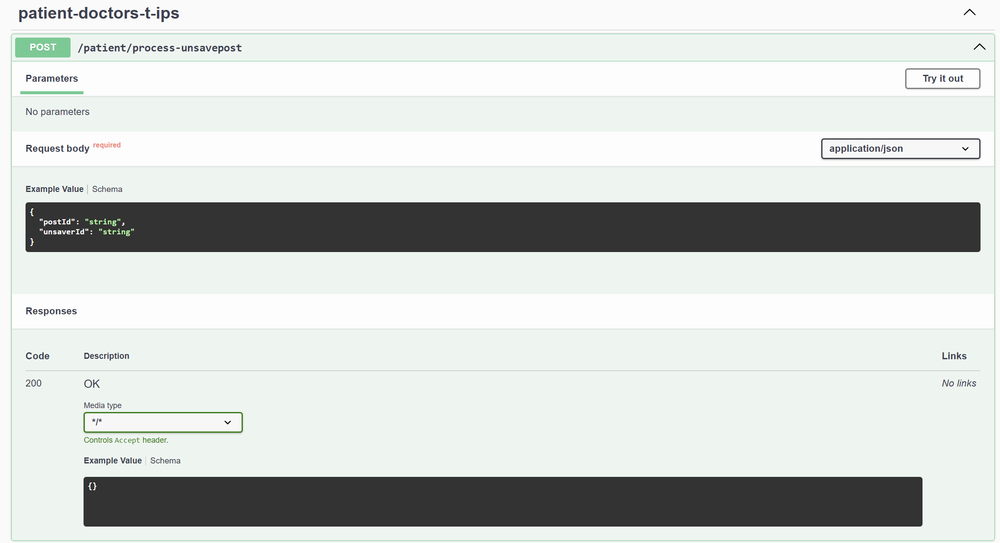 patient-doctors-t-ips
POST /patient/process-unsavepost
Parameters
Try it out
No parameters
Request body required
application/json
Example Value | Schema
{
  "postId": "string",
  "unsaverId": "string"
}
Responses
Code Description Links
200 OK No links
Media type
*/*
Controls Accept header.
Example Value | Schema
{}